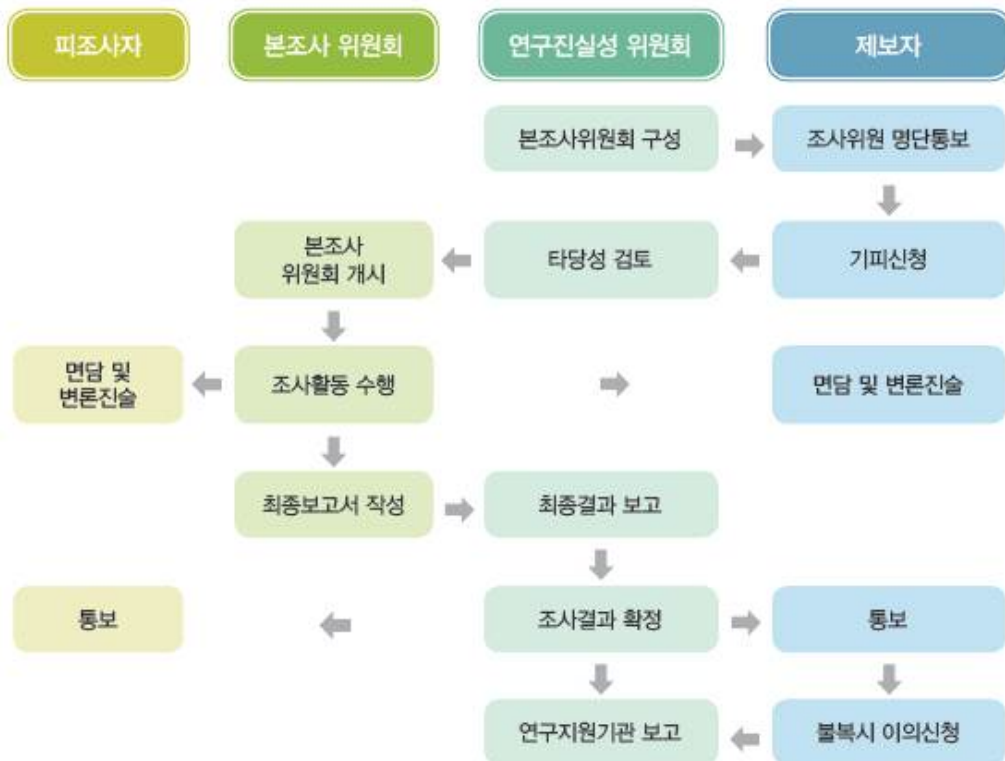 피조사자
본조사 위원회
연구진실성 위원회
제보자
본조사위원회 구성
조사위원 명단통보
본조사
위원회 개시
타당성 검토
기피신청
면담 및
변론진술
조사활동 수행
면담 및 변론진술
최종보고서 작성
최종결과 보고
통보
조사결과 확정
통보
연구지원기관 보고
불복시 이의신청